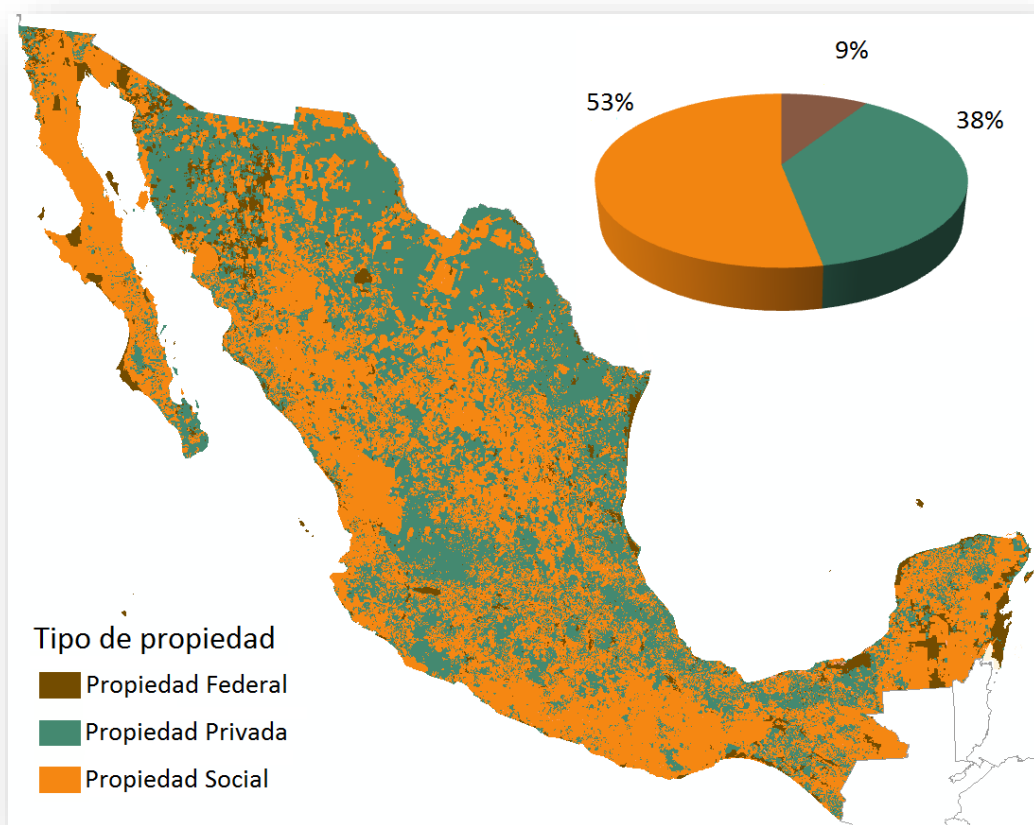 9%
53%
38%
Tipo de propiedad
Propiedad Federal
Propiedad Privada
Propiedad Social